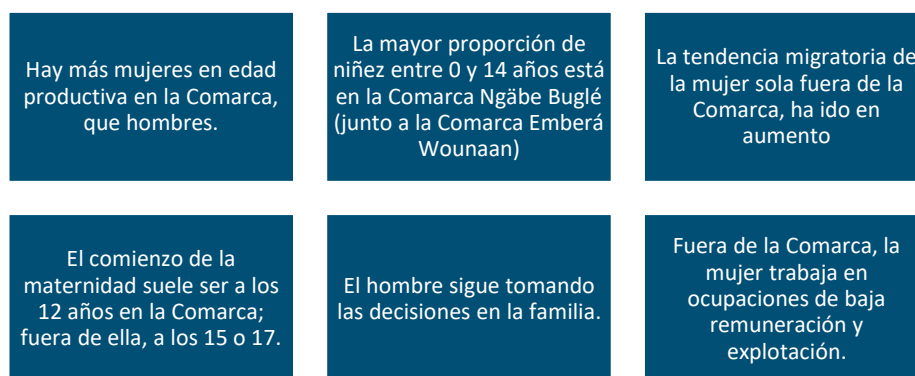 Hay más mujeres en edad
productiva en la Comarca,
que hombres.
La mayor proporción de
niñez entre 0 y 14 años está
en la Comarca Ngäbe Buglé
(junto a la Comarca Emberá
Wounaan)
La tendencia migratoria de
la mujer sola fuera de la
Comarca, ha ido en
aumento
El comienzo de la
maternidad suele ser a los
12 años en la Comarca;
fuera de ella, a los 15 o 17.
El hombre sigue tomando
las decisiones en la familia.
Fuera de la Comarca, la
mujer trabaja en
ocupaciones de baja
remuneración y
explotación.